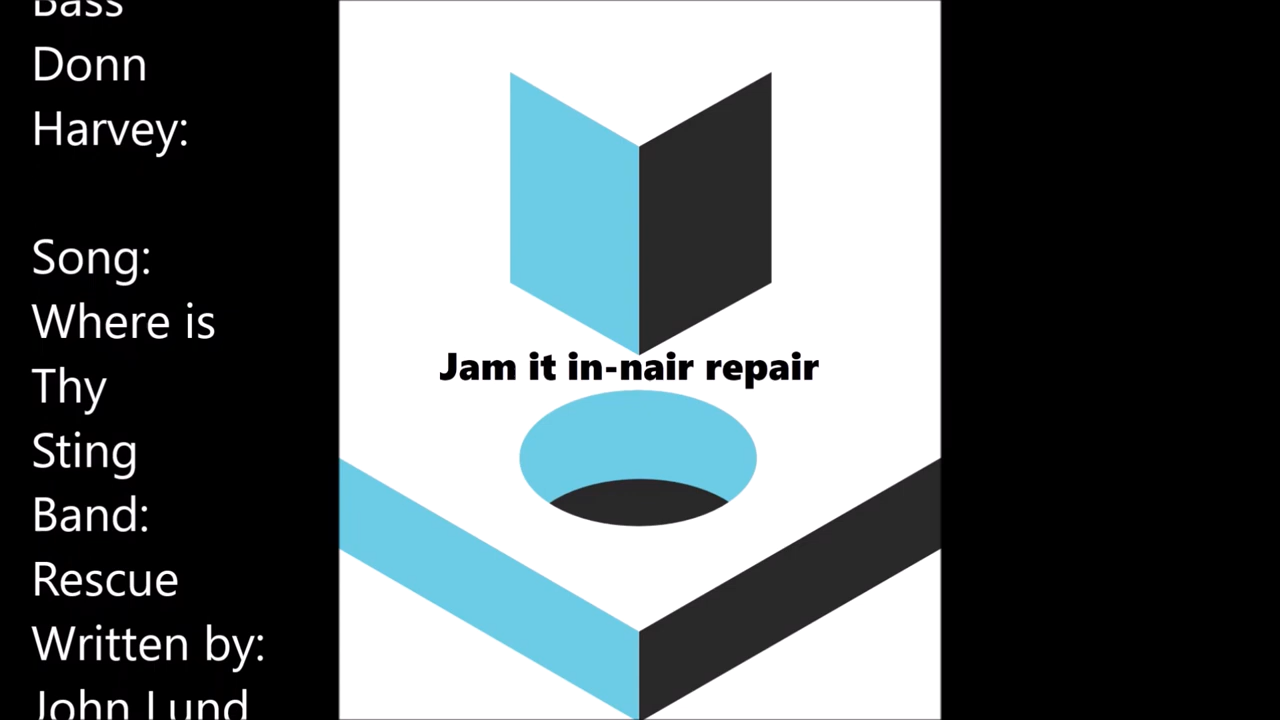 Bass
Donn
Harvey:
Song:
Where is
Thy
Sting
Band:
Rescue
Written by:
John Lund
Jam it in-nair repair